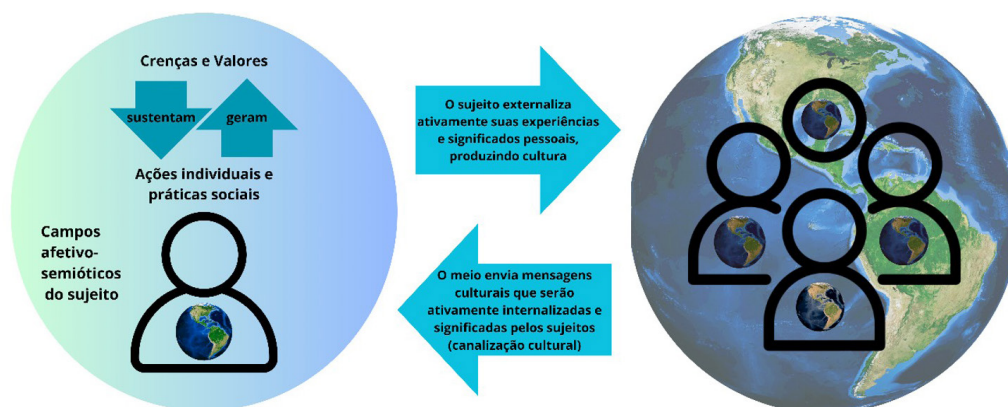 Crenças e Valores
sustentam
geram
Ações individuais e
práticas sociais
Campos
afetivo-
semióticos
do sujeito
O sujeito externaliza
ativamente suas experiências
e significados pessoais,
produzindo cultura
O meio envia mensagens
culturais que serão
ativamente internalizadas e
significadas pelos sujeitos
(canalização cultural)